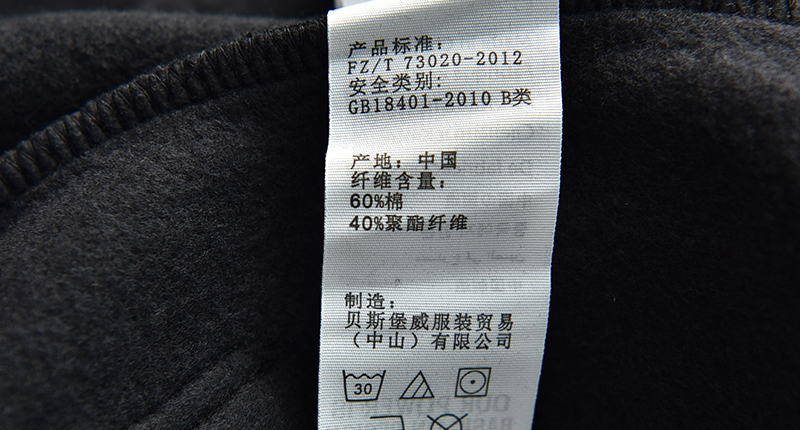 产品标准：
FZ/T 73020-2012
安全类别:
GB18401-2010 B类
产地：中国
纤维含量：
60%棉
40%聚酯纤维
制造：
贝斯堡威服装贸易
（中山）有限公司
30